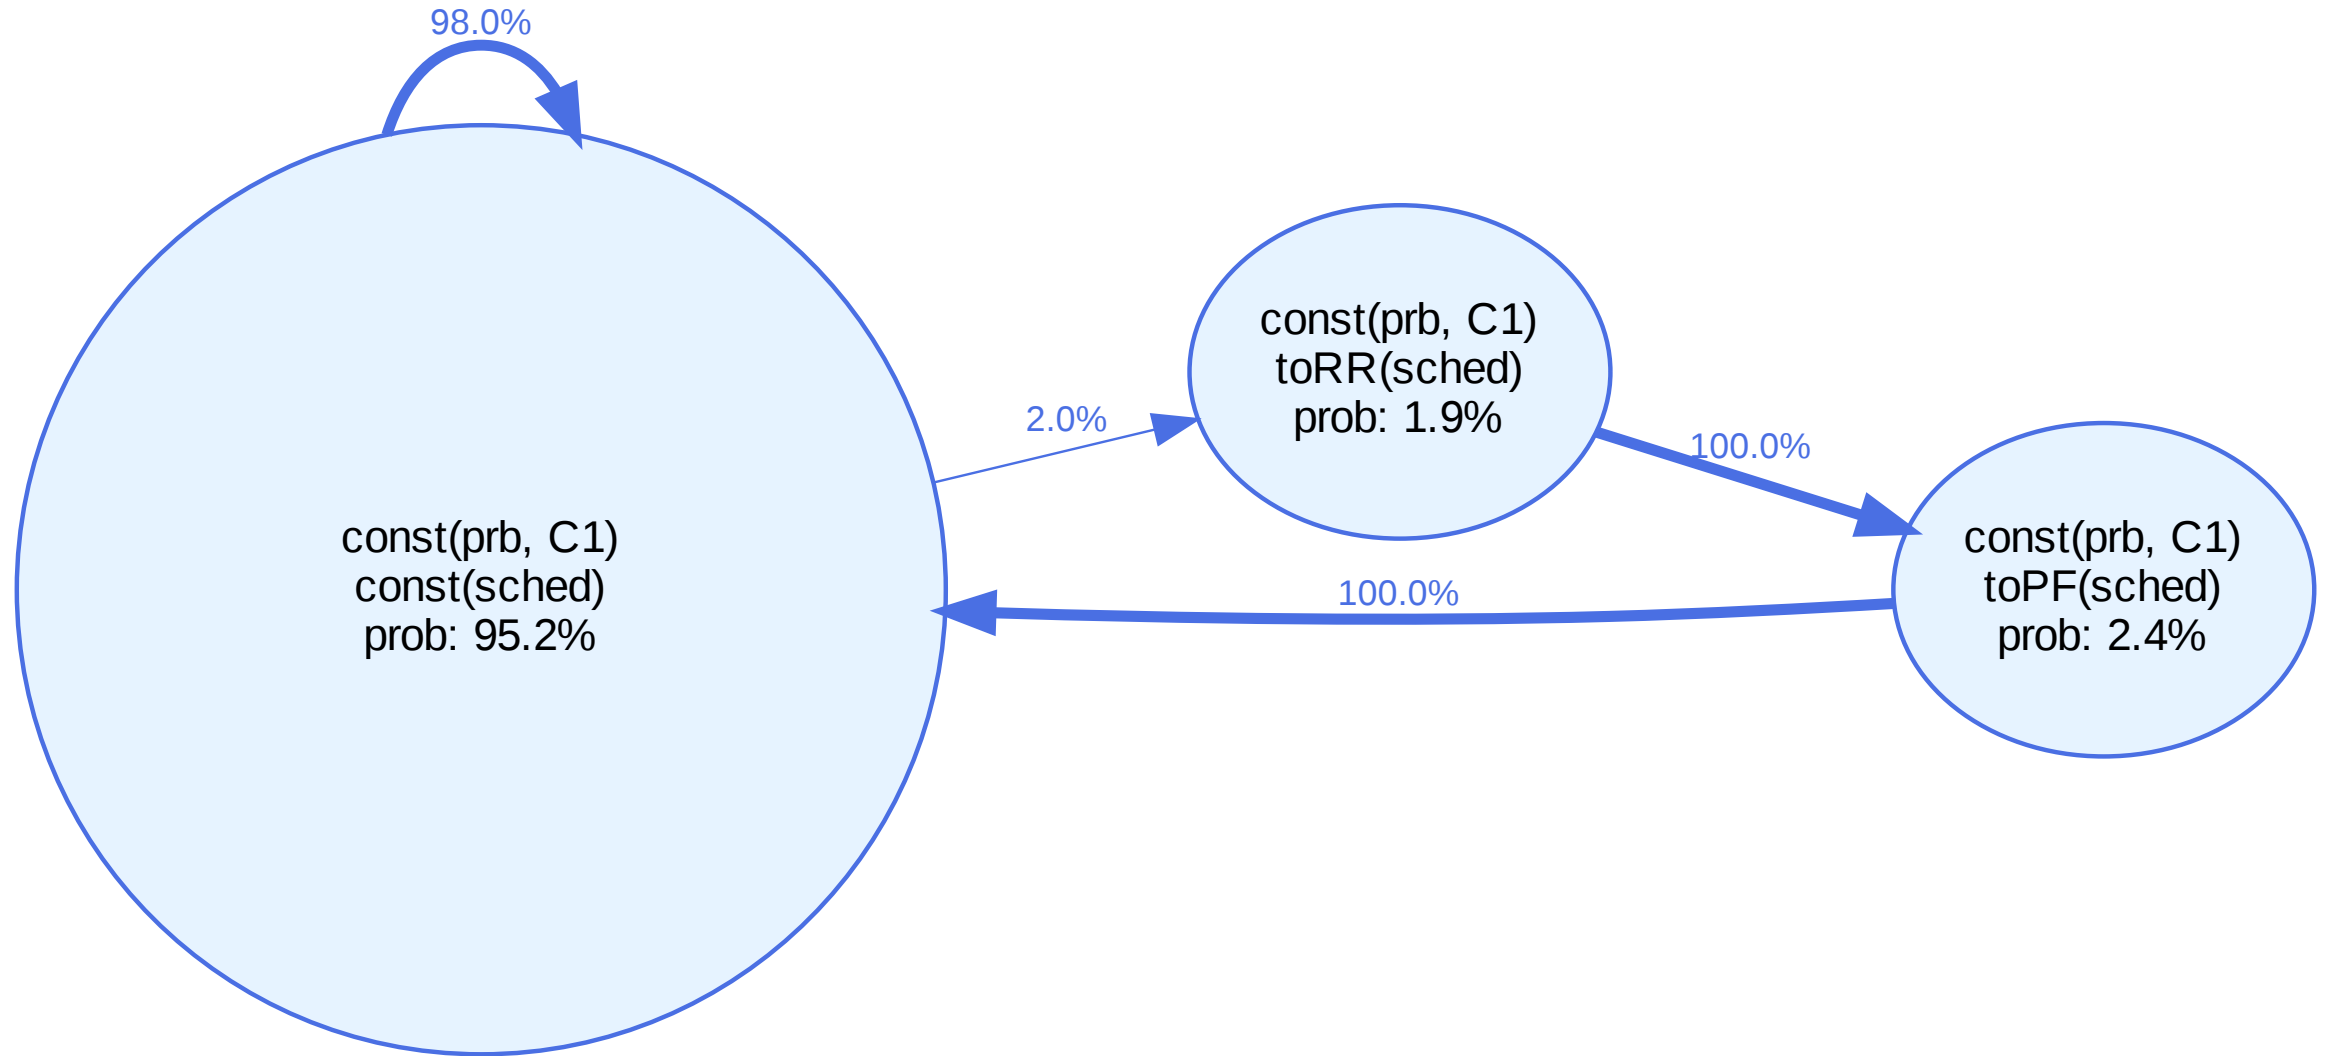 98.0%
const(prb, C1)
const(sched)
prob: 95.2%
2.0%
const(prb, C1)
toRR(sched)
prob: 1.9%
100.0%
100.0%
const(prb, C1)
toPF(sched)
prob: 2.4%